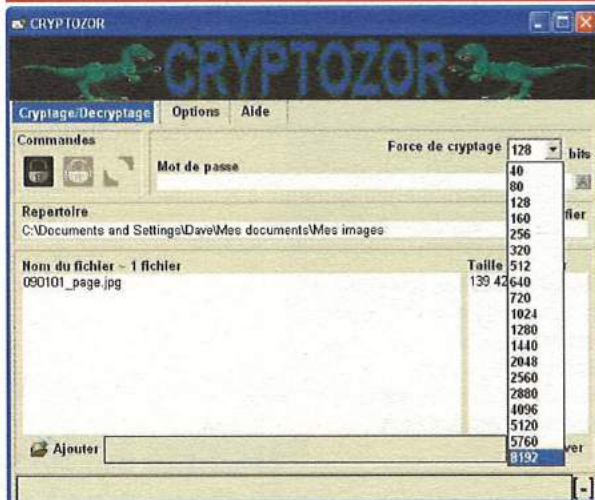 CRYPTOZOR
CRYPTOZOR
Cryptage/Decryptage Options Aide
Commandes
Force de cryptage 128 bits
Mot de passe
40
80
128
160
256
320
512
640
720
1024
1280
1440
2048
2560
2880
4096
5120
5760
8192
Repertoire
fier
C:\Documents and Settings\Dave\Mes documents\Mes images
Nom du fichier ~ 1 fichier
Taille
r
090101_page.jpg
139 42
Ajouter
ver
[-]